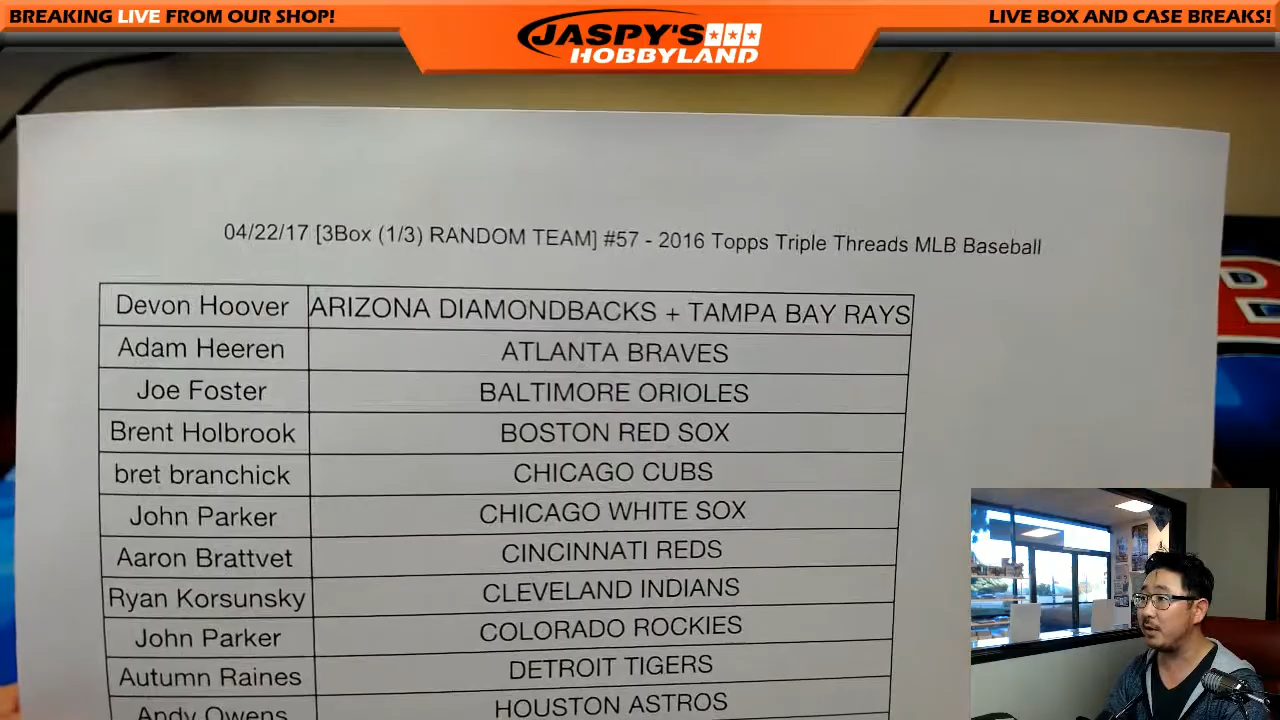 BREAKING LIVE FROM OUR SHOP!
JASPY'S
HOBBYLAND
LIVE BOX AND CASE BREAKS!
04/22/17 [3Box (1/3) RANDOM TEAM] #57 - 2016 Topps Triple Threads MLB Baseball
Devon Hoover ARIZONA DIAMONDBACKS + TAMPA BAY RAYS
Adam Heeren ATLANTA BRAVES
Joe Foster BALTIMORE ORIOLES
Brent Holbrook BOSTON RED SOX
bret branchick CHICAGO CUBS
John Parker CHICAGO WHITE SOX
Aaron Brattvet CINCINNATI REDS
Ryan Korsunsky CLEVELAND INDIANS
John Parker COLORADO ROCKIES
Autumn Raines DETROIT TIGERS
Andy Owens HOUSTON ASTROS